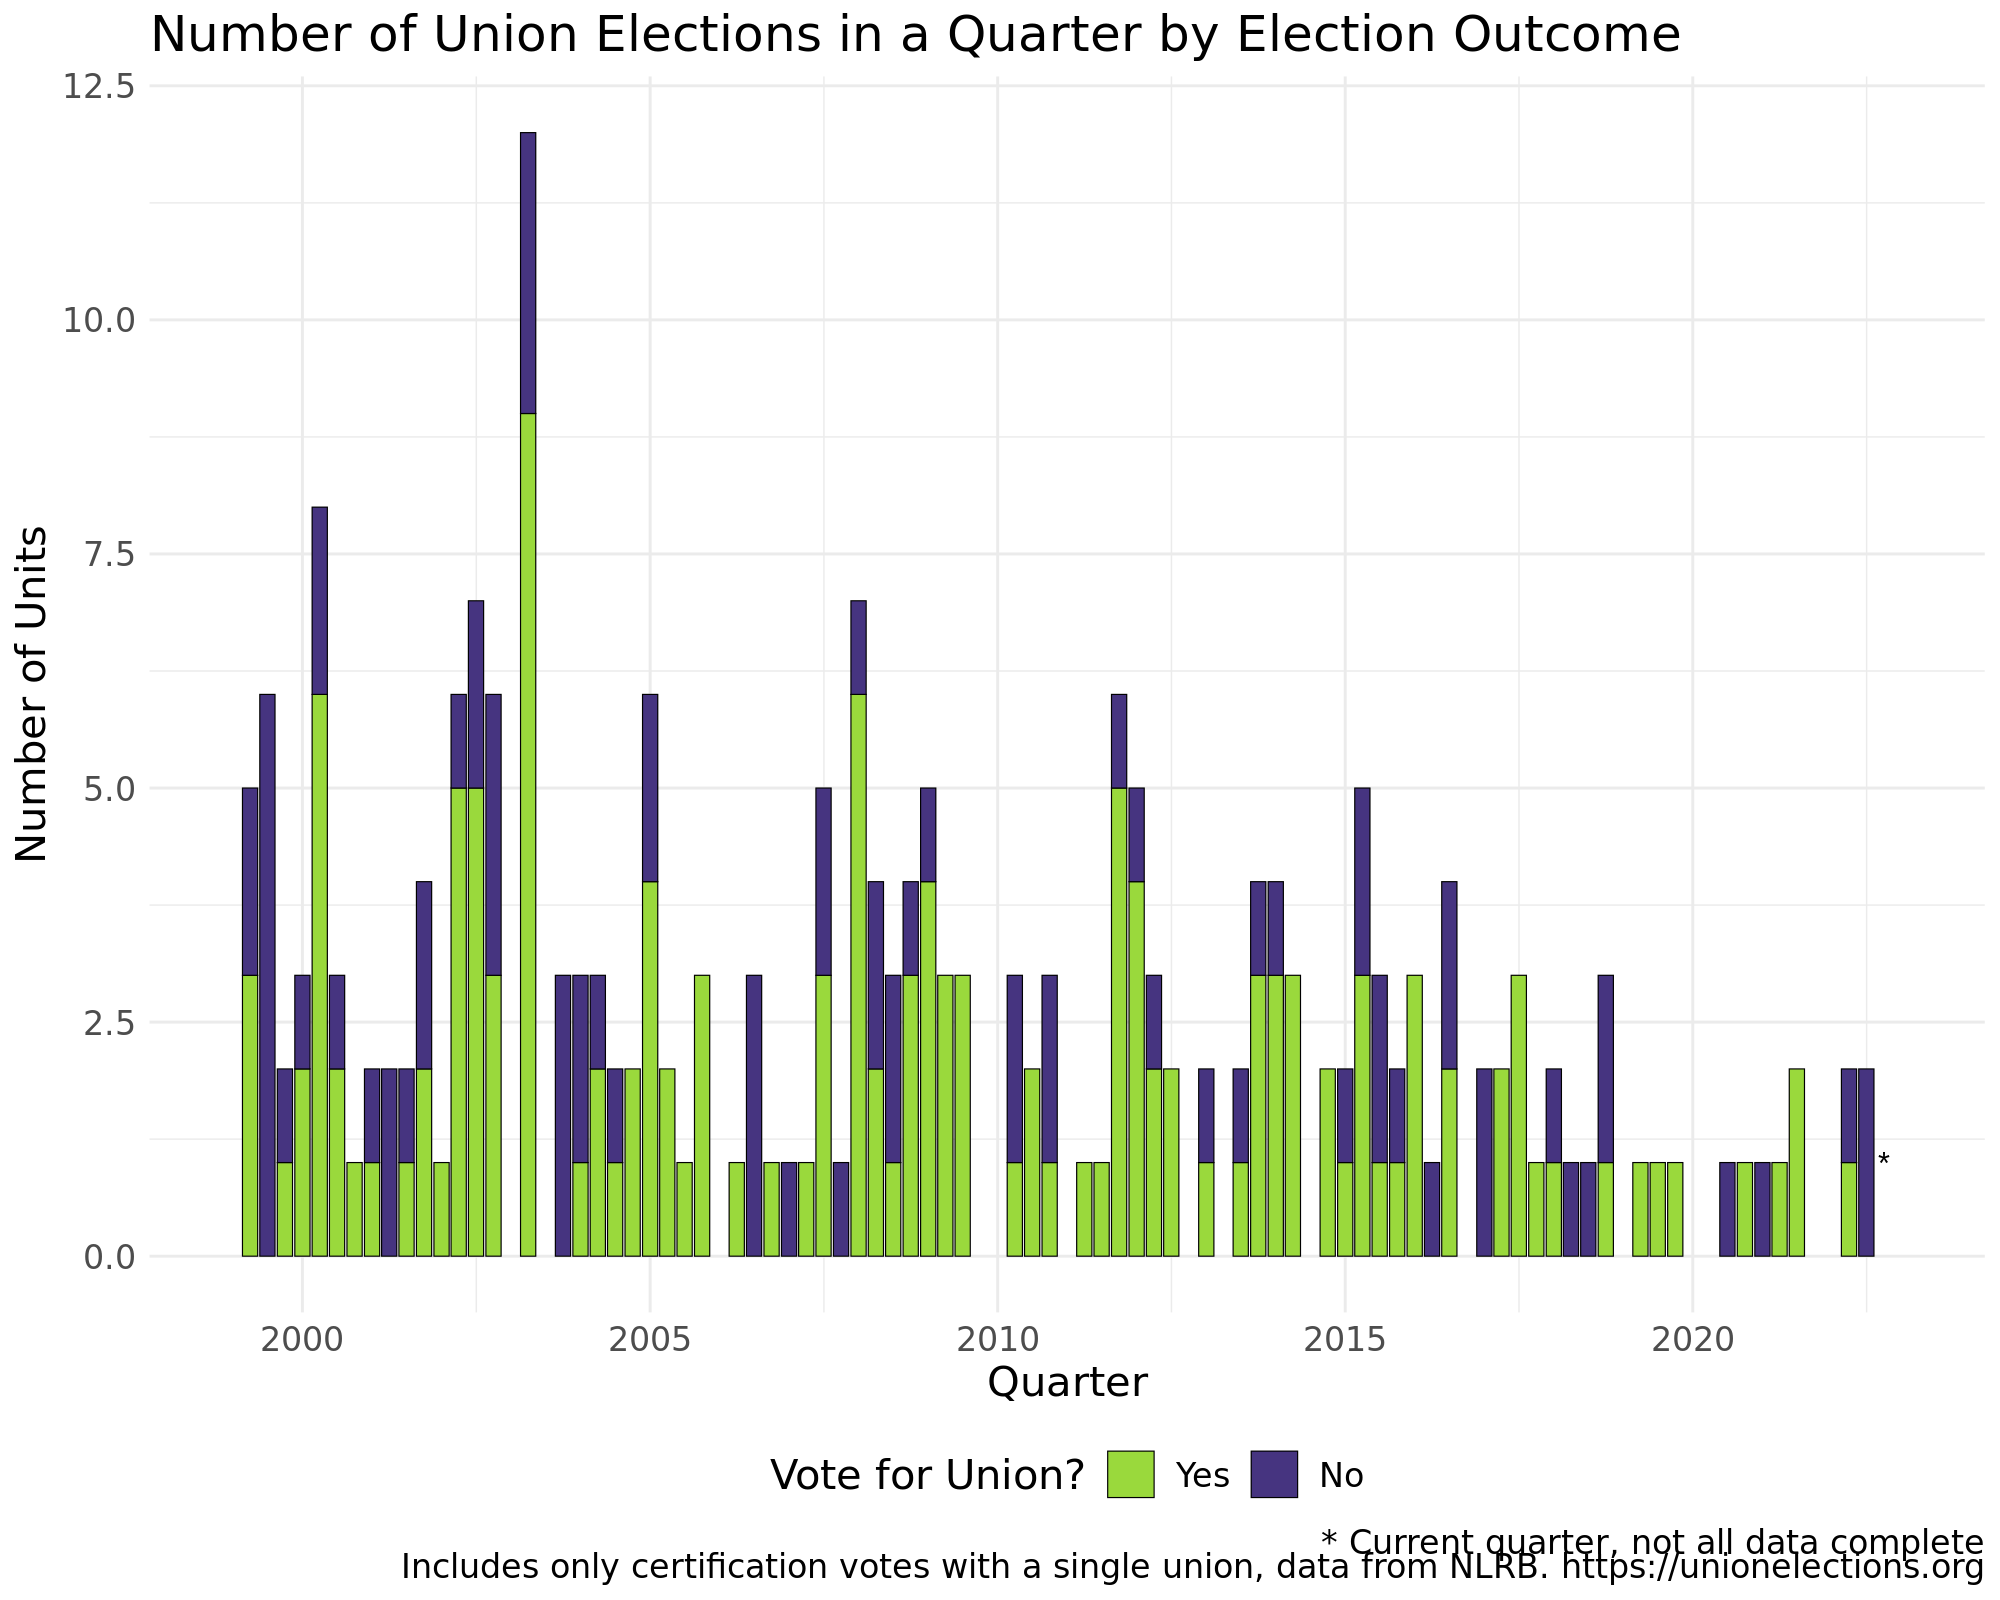 Number of Union Elections in a Quarter by Election Outcome
12.5
10.0
7.5
5.0
2.5
0.0
Number of Units
*
2000 2005 2010 2015 2020
Quarter
Vote for Union? Yes No
* Current quarter, not all data complete
Includes only certification votes with a single union, data from NLRB. https://unionelections.org